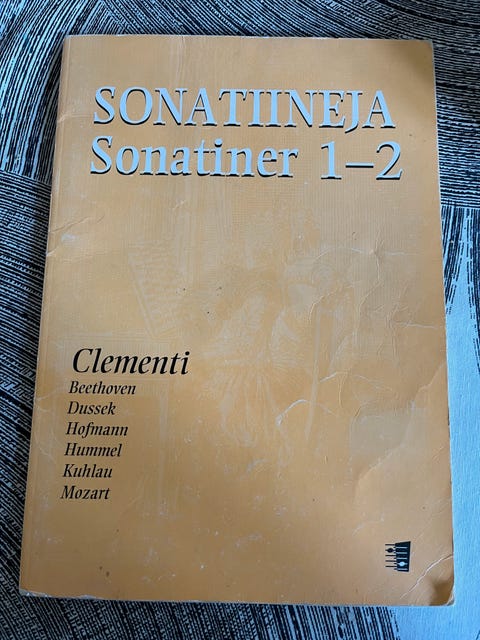 SONATIINEJA
Sonatiner 1–2
Clementi
Beethoven
Dussek
Hofmann
Hummel
Kuhlau
Mozart